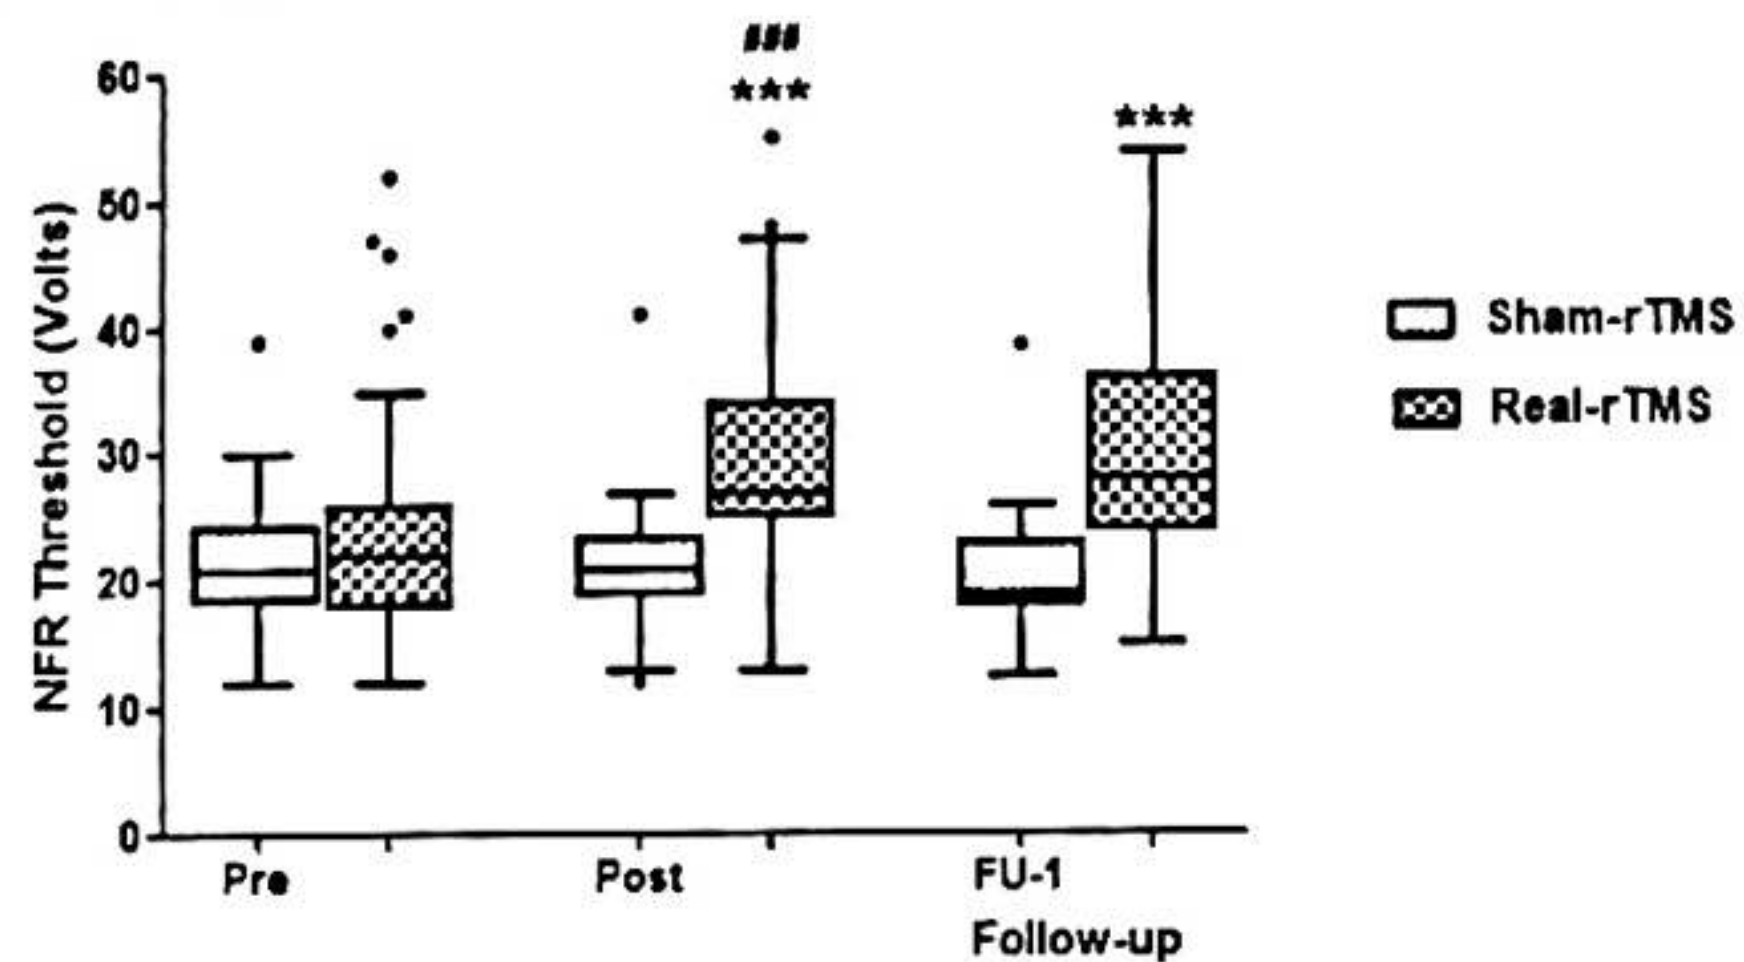 ###
***
***
60
50
40
30
20
10
0
NFR Threshold (Volts)
Sham-rTMS
Real-rTMS
Pre
Post
FU-1
Follow-up